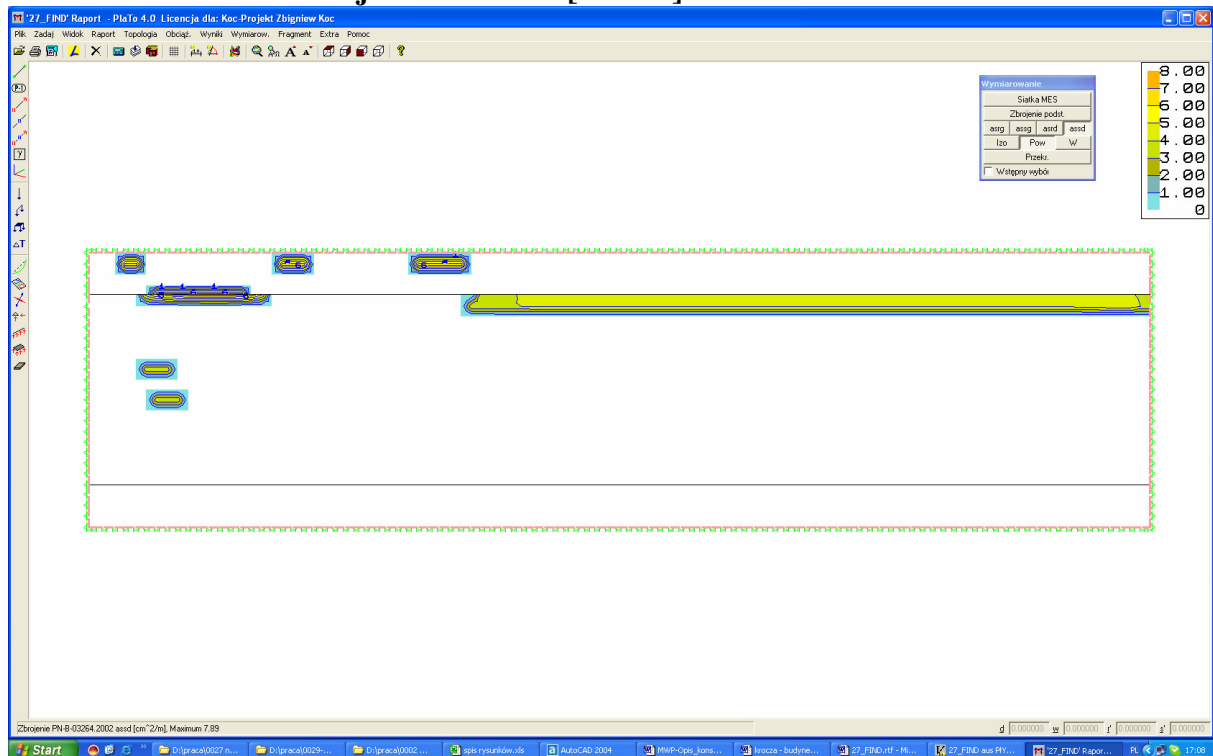 '27_FIND' Raport - PlaTo 4.0 Licencja dla: Koc-Projekt Zbigniew Koc
Plik Zadaj Widok Raport Topologia Obciąż. Wyniki Wymiarow. Fragment Extra Pomoc
Wymiarowanie
Siatka MES
Zbrojenie podst.
asrg assg asrd assd
Izo Pow W
Przekr.
Wstępny wybór
8.00
7.00
6.00
5.00
4.00
3.00
2.00
1.00
0
ΔT
Zbrojenie PN-B-03264.2002 assd [cm^2/m], Maximum 7.89
d 0.000000 w 0.000000 r' 0.000000 s' 0.000000
Start D:\praca\0027 n... D:\praca\0029-... D:\praca\0002 ... spis rysunków.xls AutoCAD 2004 MWP-Opis_kons... krocza - budyne... 27_FIND.rtf - Mi... 27_FIND aus PŁY... '27_FIND' Rapor... PL 17:08